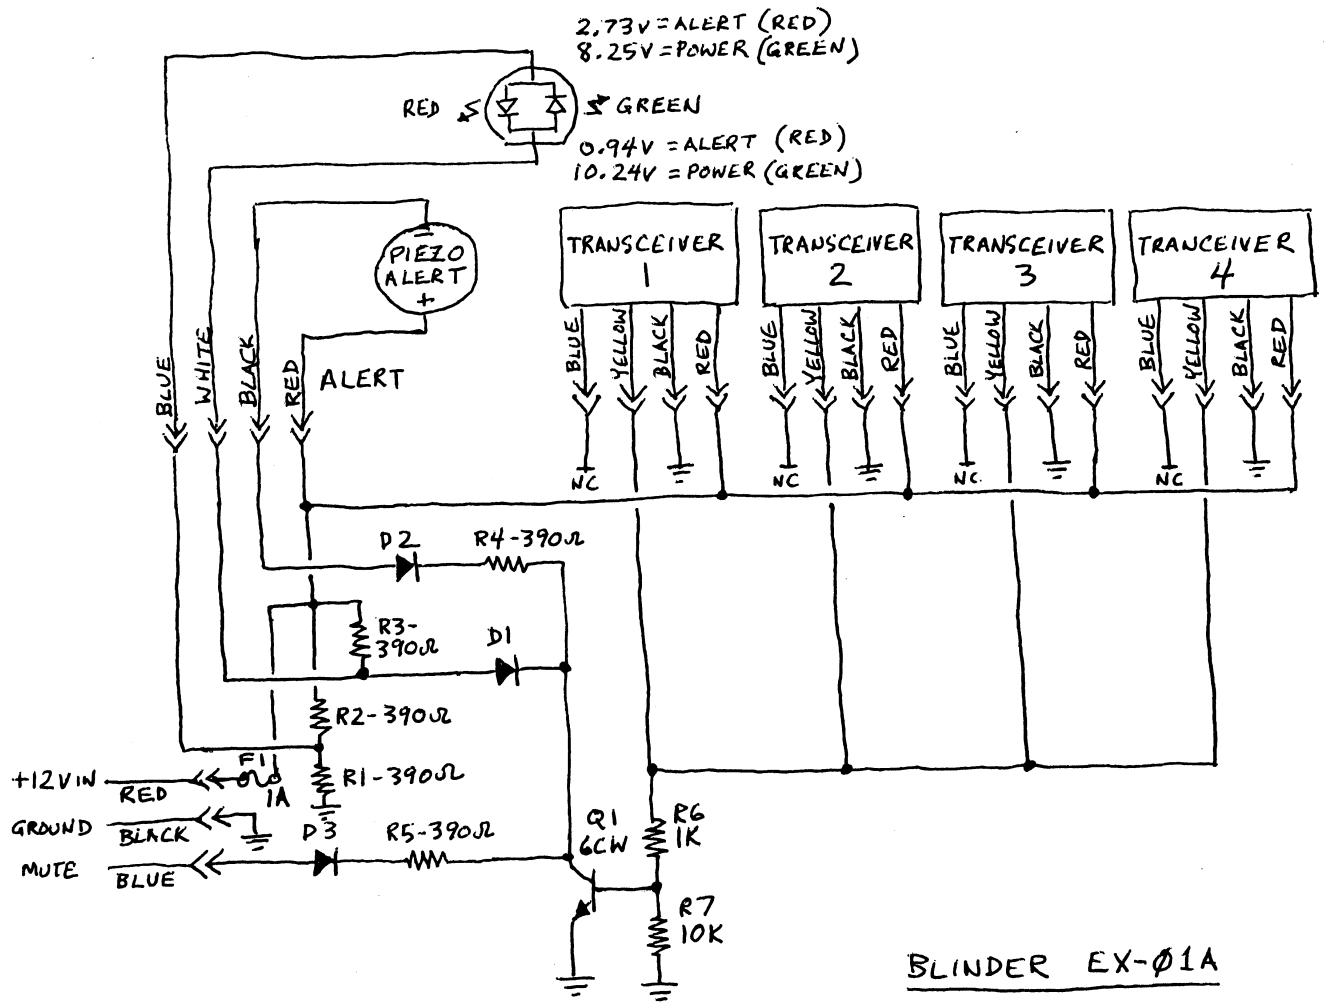 2.73V = ALERT (RED)
8.25V = POWER (GREEN)
RED
GREEN
0.94V = ALERT (RED)
10.24V = POWER (GREEN)
PIEZO
ALERT
+
TRANSCEIVER
1
TRANSCEIVER
2
TRANSCEIVER
3
TRANCEIVER
4
BLUE
WHITE
BLACK
RED
ALERT
BLUE
YELLOW
BLACK
RED
BLUE
YELLOW
BLACK
RED
BLUE
YELLOW
BLACK
RED
BLUE
YELLOW
BLACK
RED
NC
NC
NC
NC
D2
R4-390Ω
R3-
390Ω
D1
R2-390Ω
F1
1A
+12V IN
RED
R1-390Ω
GROUND
BLACK
D3
R5-390Ω
Q1
6CW
R6
1K
MUTE
BLUE
R7
10K
BLINDER EX-Ø1A